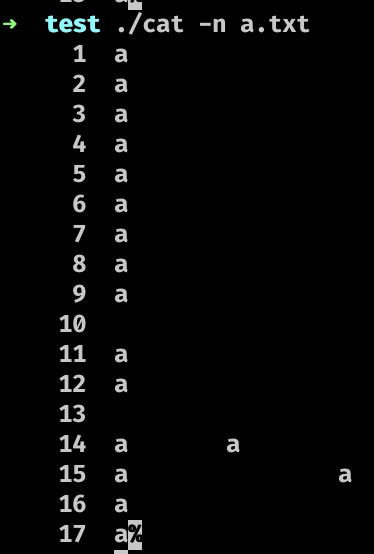 ➜  test ./cat -n a.txt
     1  a
     2  a
     3  a
     4  a
     5  a
     6  a
     7  a
     8  a
     9  a
    10
    11  a
    12  a
    13
    14  a       a
    15  a               a
    16  a
    17  a%